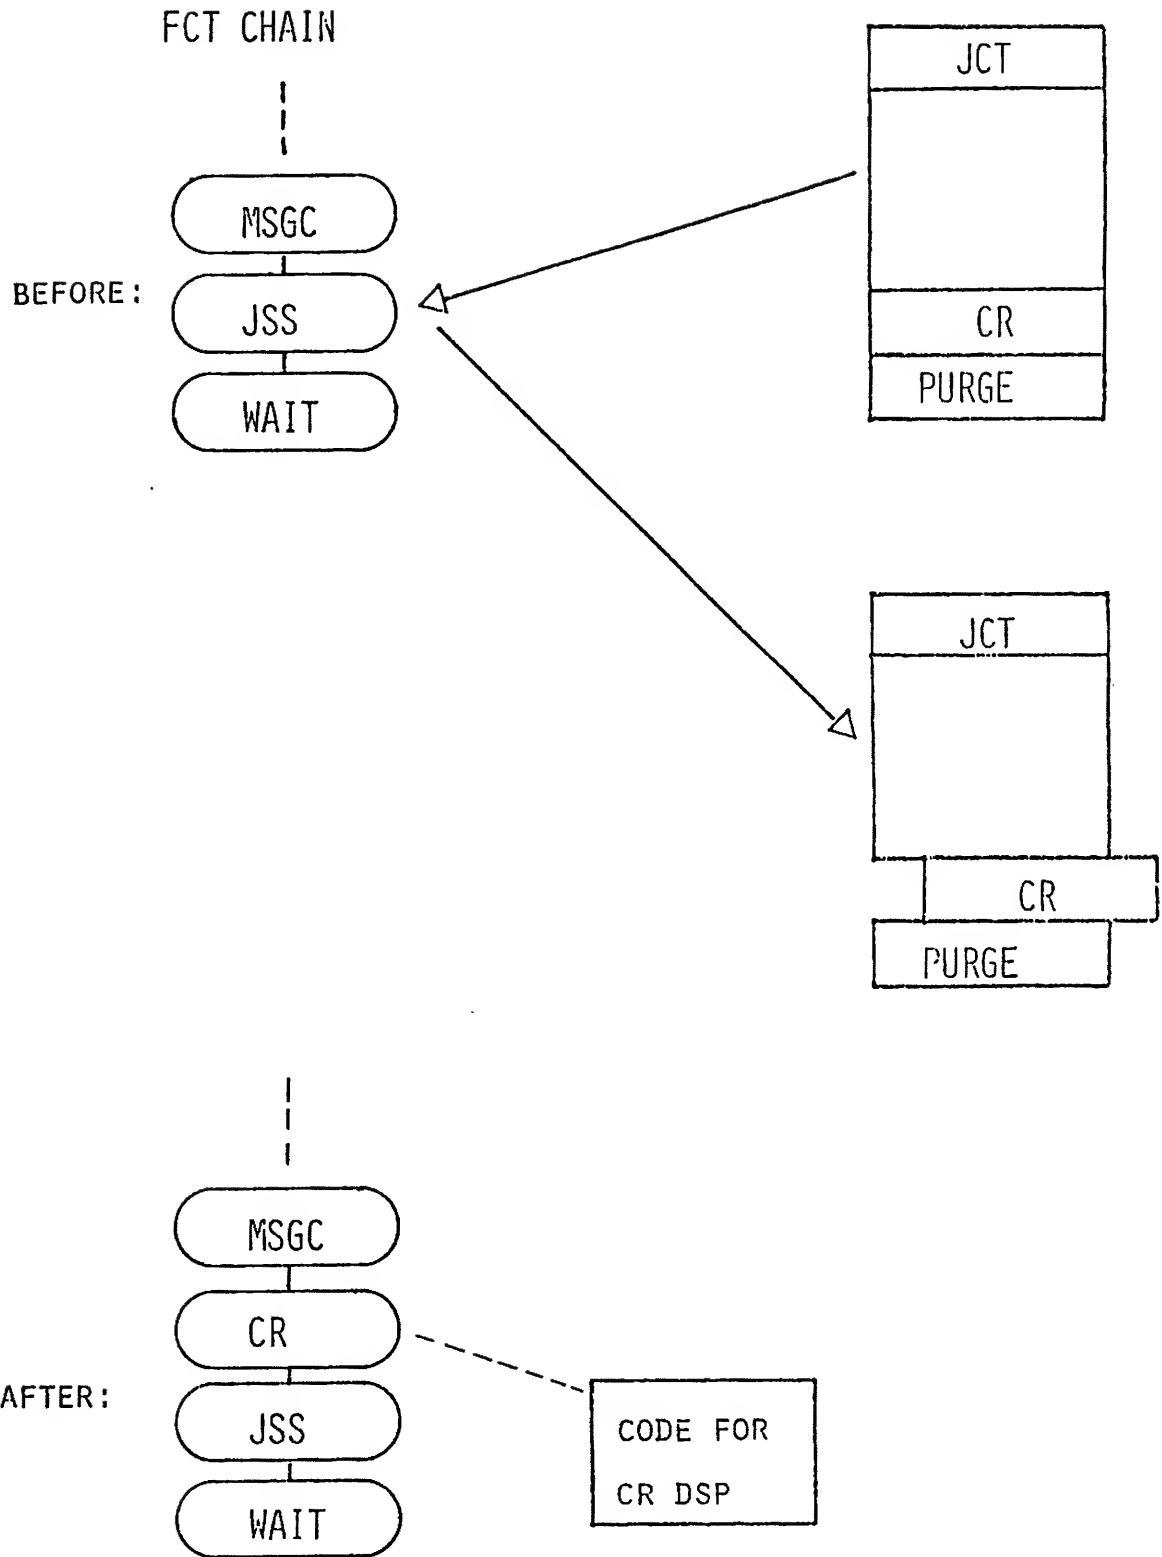 FCT CHAIN
JCT
MSGC
BEFORE:
JSS
CR
WAIT
PURGE
JCT
CR
PURGE
MSGC
CR
AFTER:
JSS
CODE FOR
CR DSP
WAIT